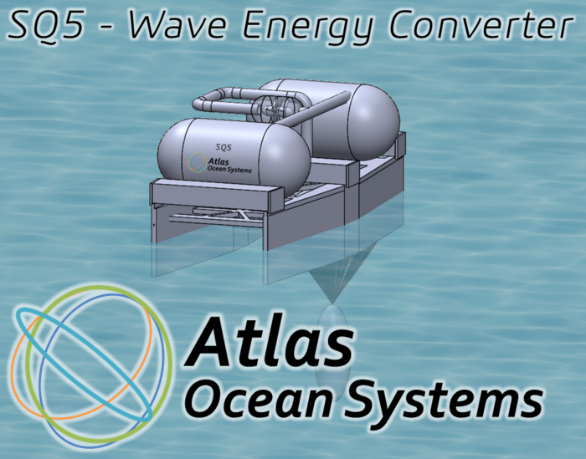 SQ5 - Wave Energy Converter
SQ5
Atlas
Ocean Systems
Atlas
Ocean Systems